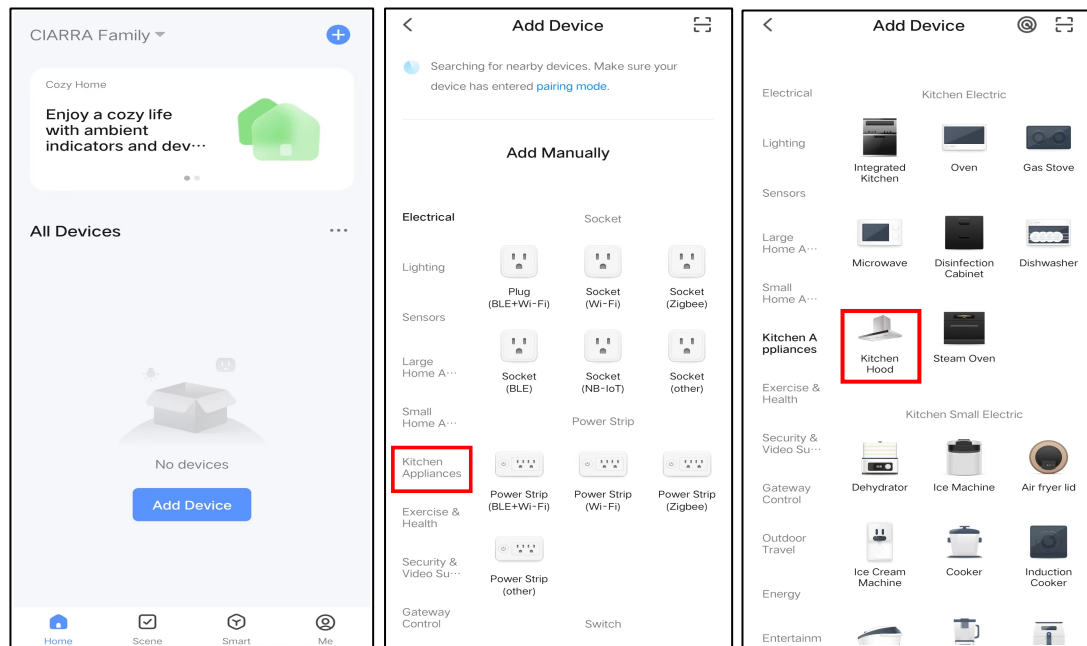 CIARRA Family
Cozy Home
Enjoy a cozy life
with ambient
indicators and dev···
All Devices
No devices
Add Device
Home
Scene
Smart
Me
Add Device
Searching for nearby devices. Make sure your
device has entered pairing mode.
Add Manually
Electrical
Lighting
Sensors
Large
Home A···
Small
Home A···
Kitchen
Appliances
Exercise &
Health
Security &
Video Su···
Gateway
Control
Socket
Plug
(BLE+Wi-Fi)
Socket
(Wi-Fi)
Socket
(Zigbee)
Socket
(BLE)
Socket
(NB-IoT)
Socket
(other)
Power Strip
Power Strip
(BLE+Wi-Fi)
Power Strip
(Wi-Fi)
Power Strip
(Zigbee)
Power Strip
(other)
Switch
Add Device
Electrical
Lighting
Sensors
Large
Home A···
Small
Home A···
Kitchen A
ppliances
Exercise &
Health
Security &
Video Su···
Gateway
Control
Outdoor
Travel
Energy
Entertainm
Kitchen Electric
Integrated
Kitchen
Oven
Gas Stove
Microwave
Disinfection
Cabinet
Dishwasher
Kitchen
Hood
Steam Oven
Kitchen Small Electric
Dehydrator
Ice Machine
Air fryer lid
Ice Cream
Machine
Cooker
Induction
Cooker